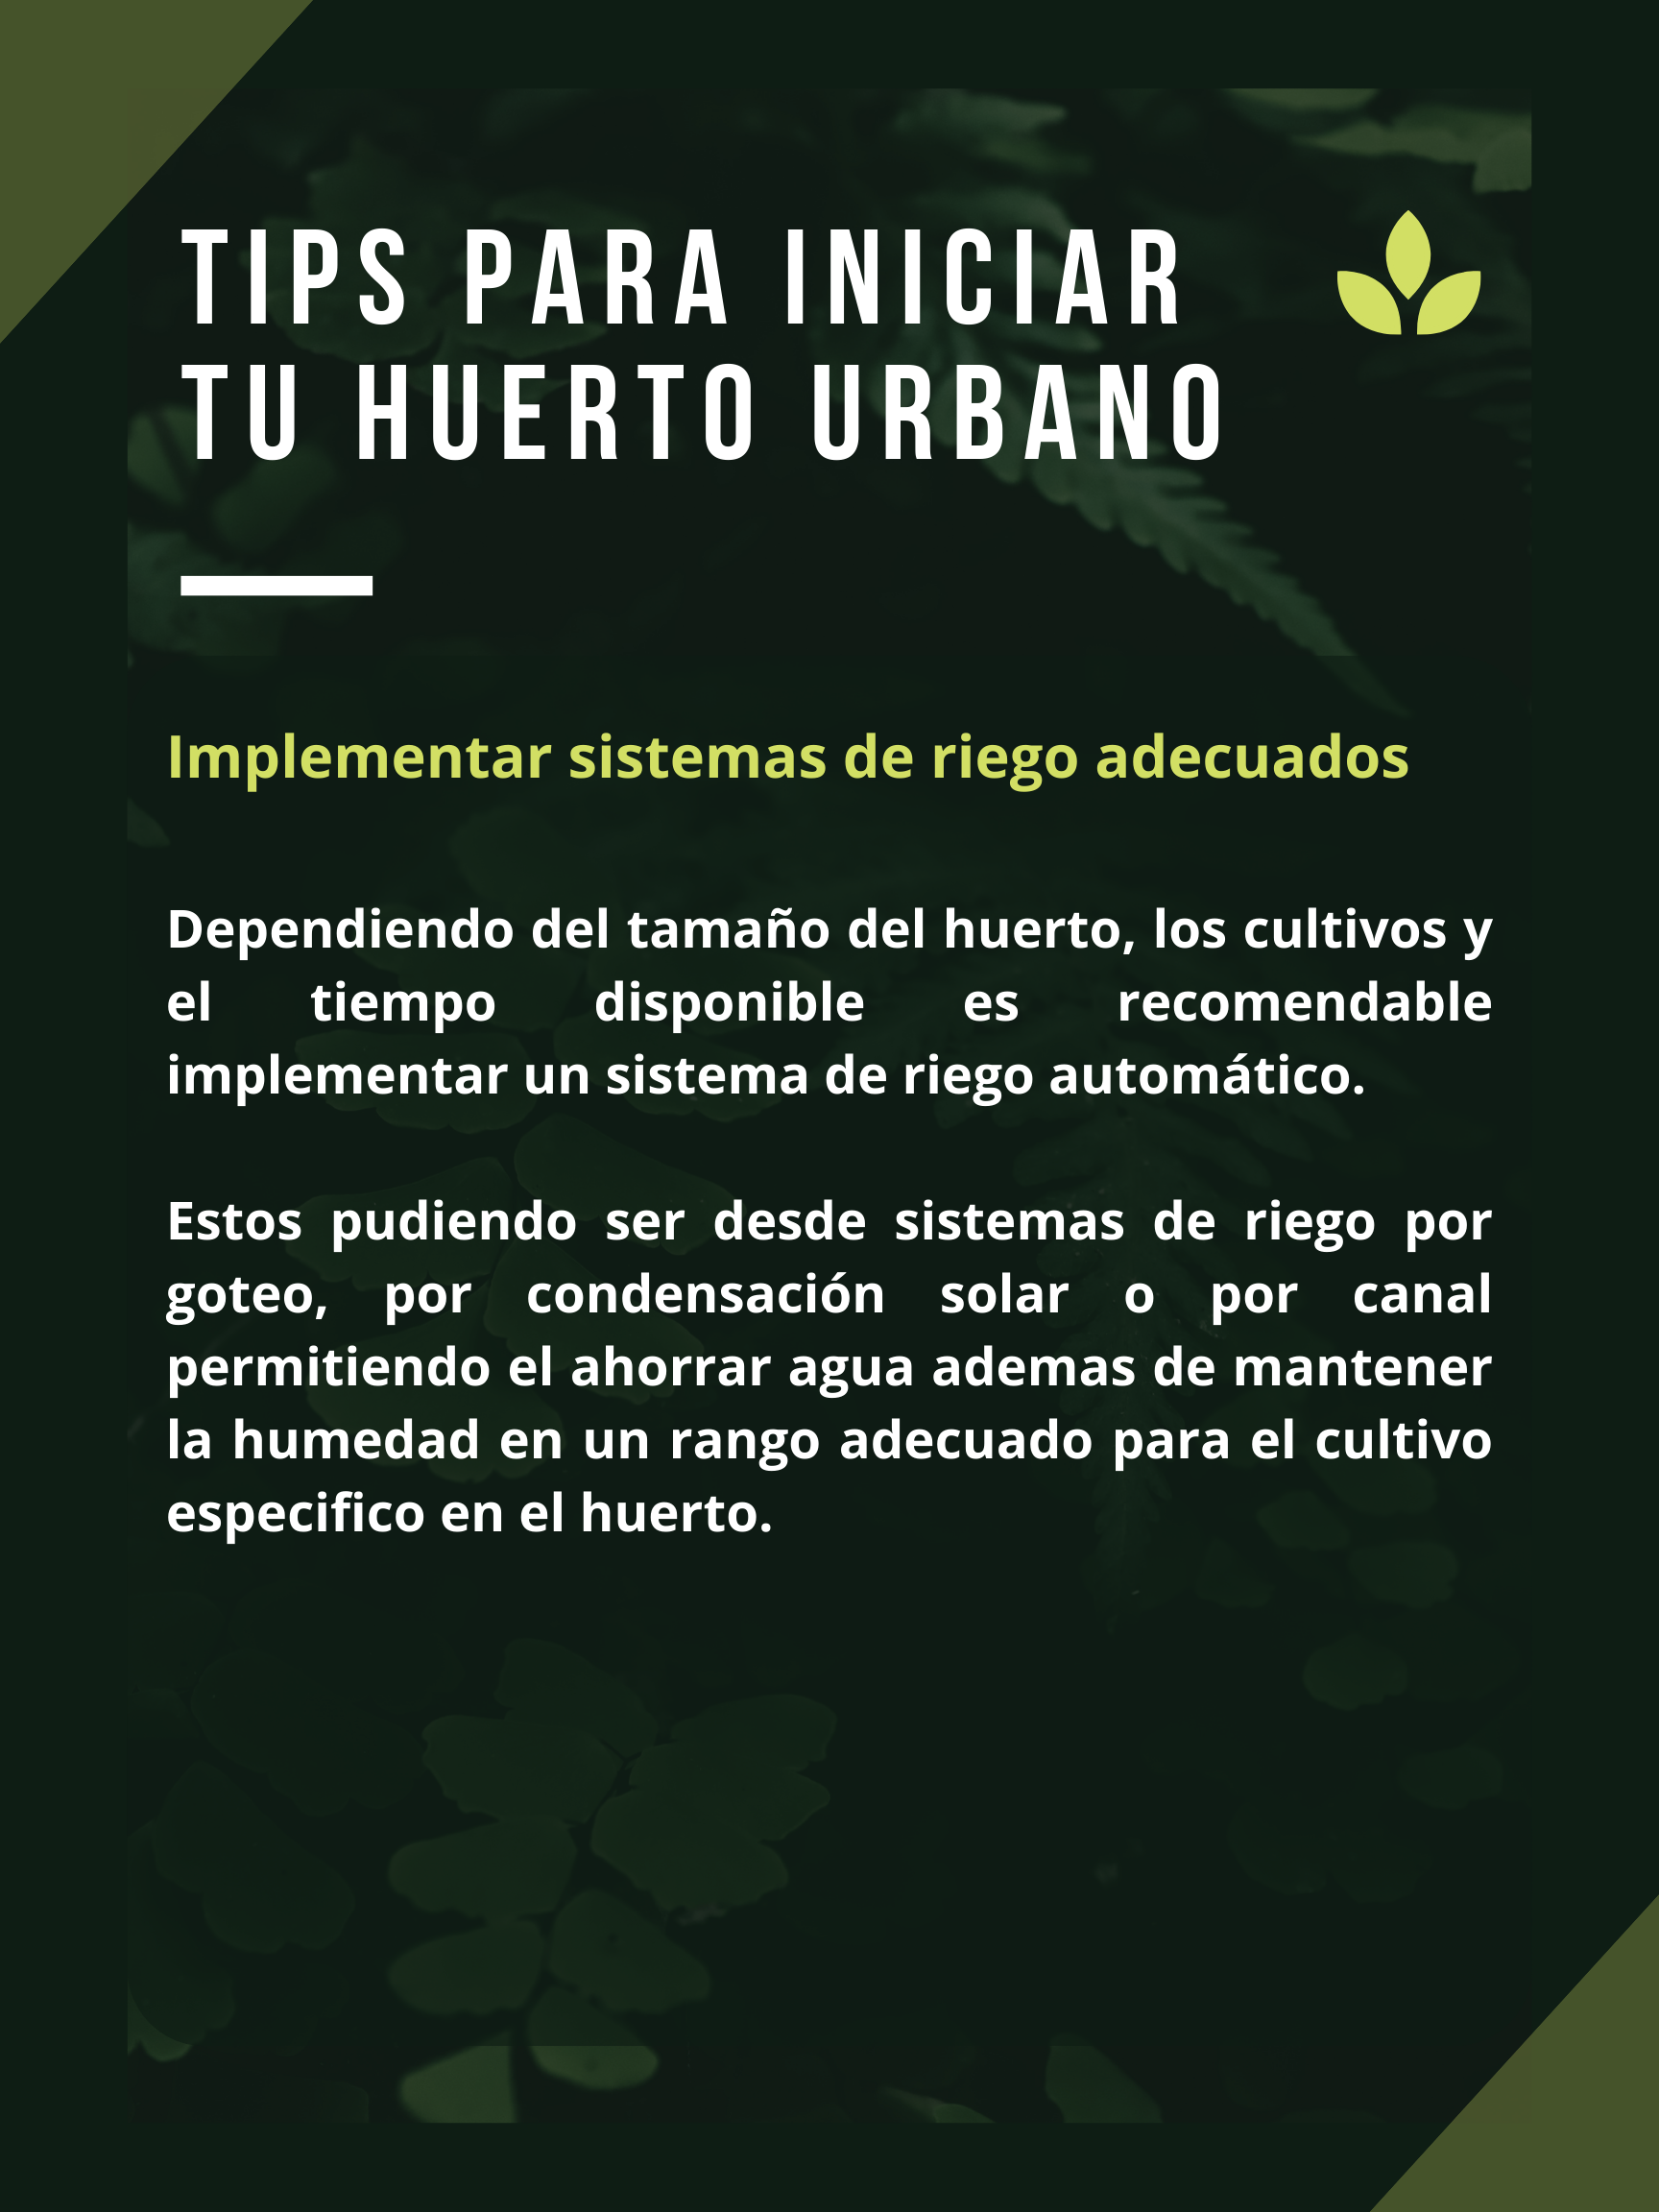 TIPS PARA INICIAR
TU HUERTO URBANO
Implementar sistemas de riego adecuados
Dependiendo del tamaño del huerto, los cultivos y
el tiempo disponible es recomendable
implementar un sistema de riego automático.
Estos pudiendo ser desde sistemas de riego por
goteo, por condensación solar o por canal
permitiendo el ahorrar agua ademas de mantener
la humedad en un rango adecuado para el cultivo
especifico en el huerto.